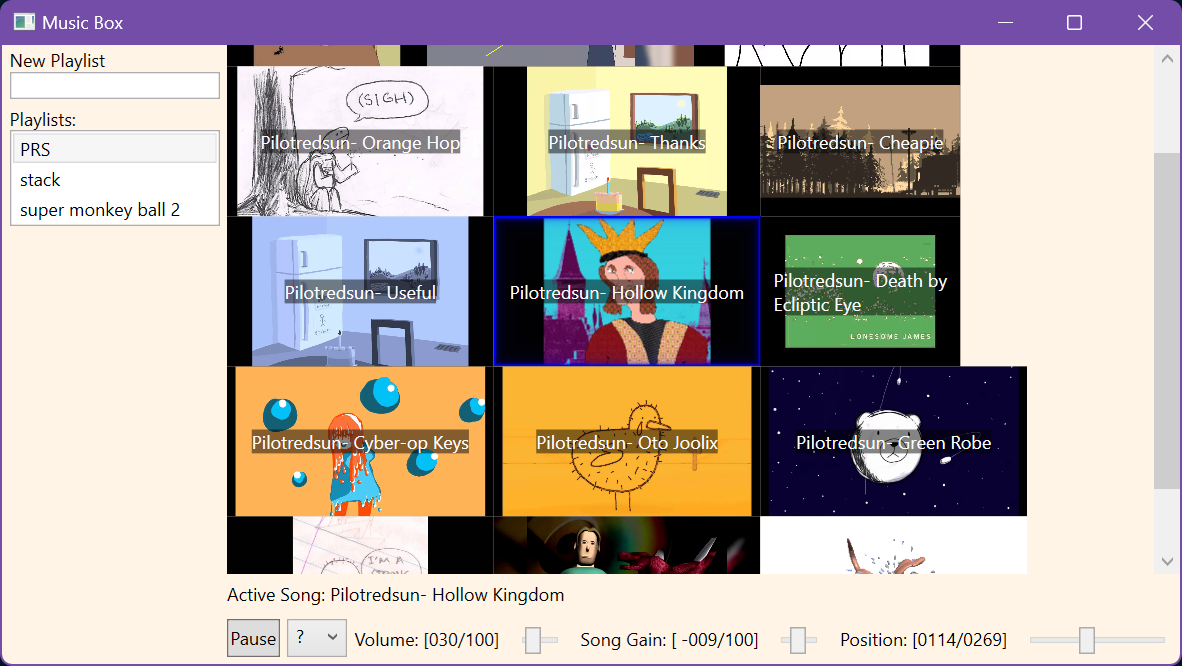 Music Box
New Playlist
Playlists:
PRS
stack
super monkey ball 2
(SIGH)
Pilotredsun- Orange Hop
Pilotredsun- Thanks
Pilotredsun- Cheapie
Pilotredsun- Useful
Pilotredsun- Hollow Kingdom
Pilotredsun- Death by
Ecliptic Eye
LONESOME JAMES
Pilotredsun- Cyber-op Keys
Pilotredsun- Oto Joolix
Pilotredsun- Green Robe
I'M A
Active Song: Pilotredsun- Hollow Kingdom
Pause
?
Volume: [030/100]
Song Gain: [ -009/100]
Position: [0114/0269]